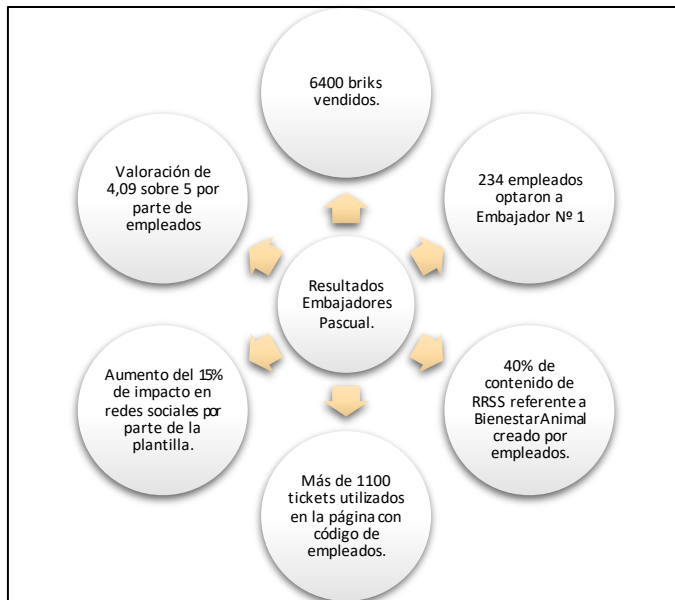 6400 briks
vendidos.
Valoración de
4,09 sobre 5 por
parte de
empleados
234 empleados
optaron a
Embajador Nº 1
Resultados
Embajadores
Pascual.
Aumento del 15%
de impacto en
redes sociales por
parte de la
plantilla.
40% de
contenido de
RRSS referente a
Bienestar Animal
creado por
empleados.
Más de 1100
tickets utilizados
en la página con
código de
empleados.